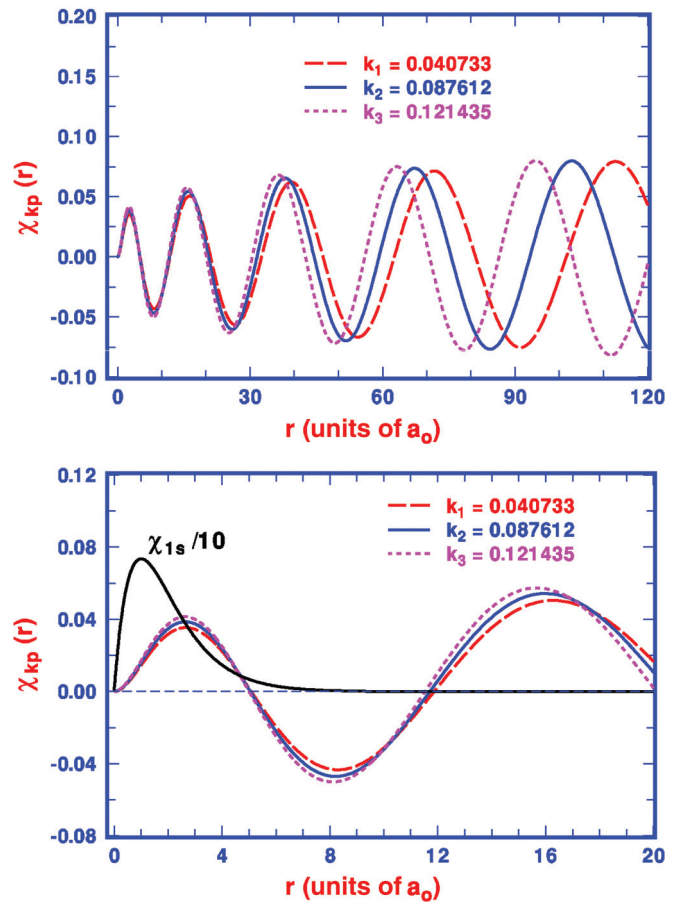 0.20
0.15
0.10
0.05
0.00
-0.05
-0.10
χkp (r)
k1 = 0.040733
k2 = 0.087612
k3 = 0.121435
0 30 60 90 120
r (units of ao)
0.12
0.08
0.04
0.00
-0.04
-0.08
χkp (r)
χ1s /10
k1 = 0.040733
k2 = 0.087612
k3 = 0.121435
0 4 8 12 16 20
r (units of ao)